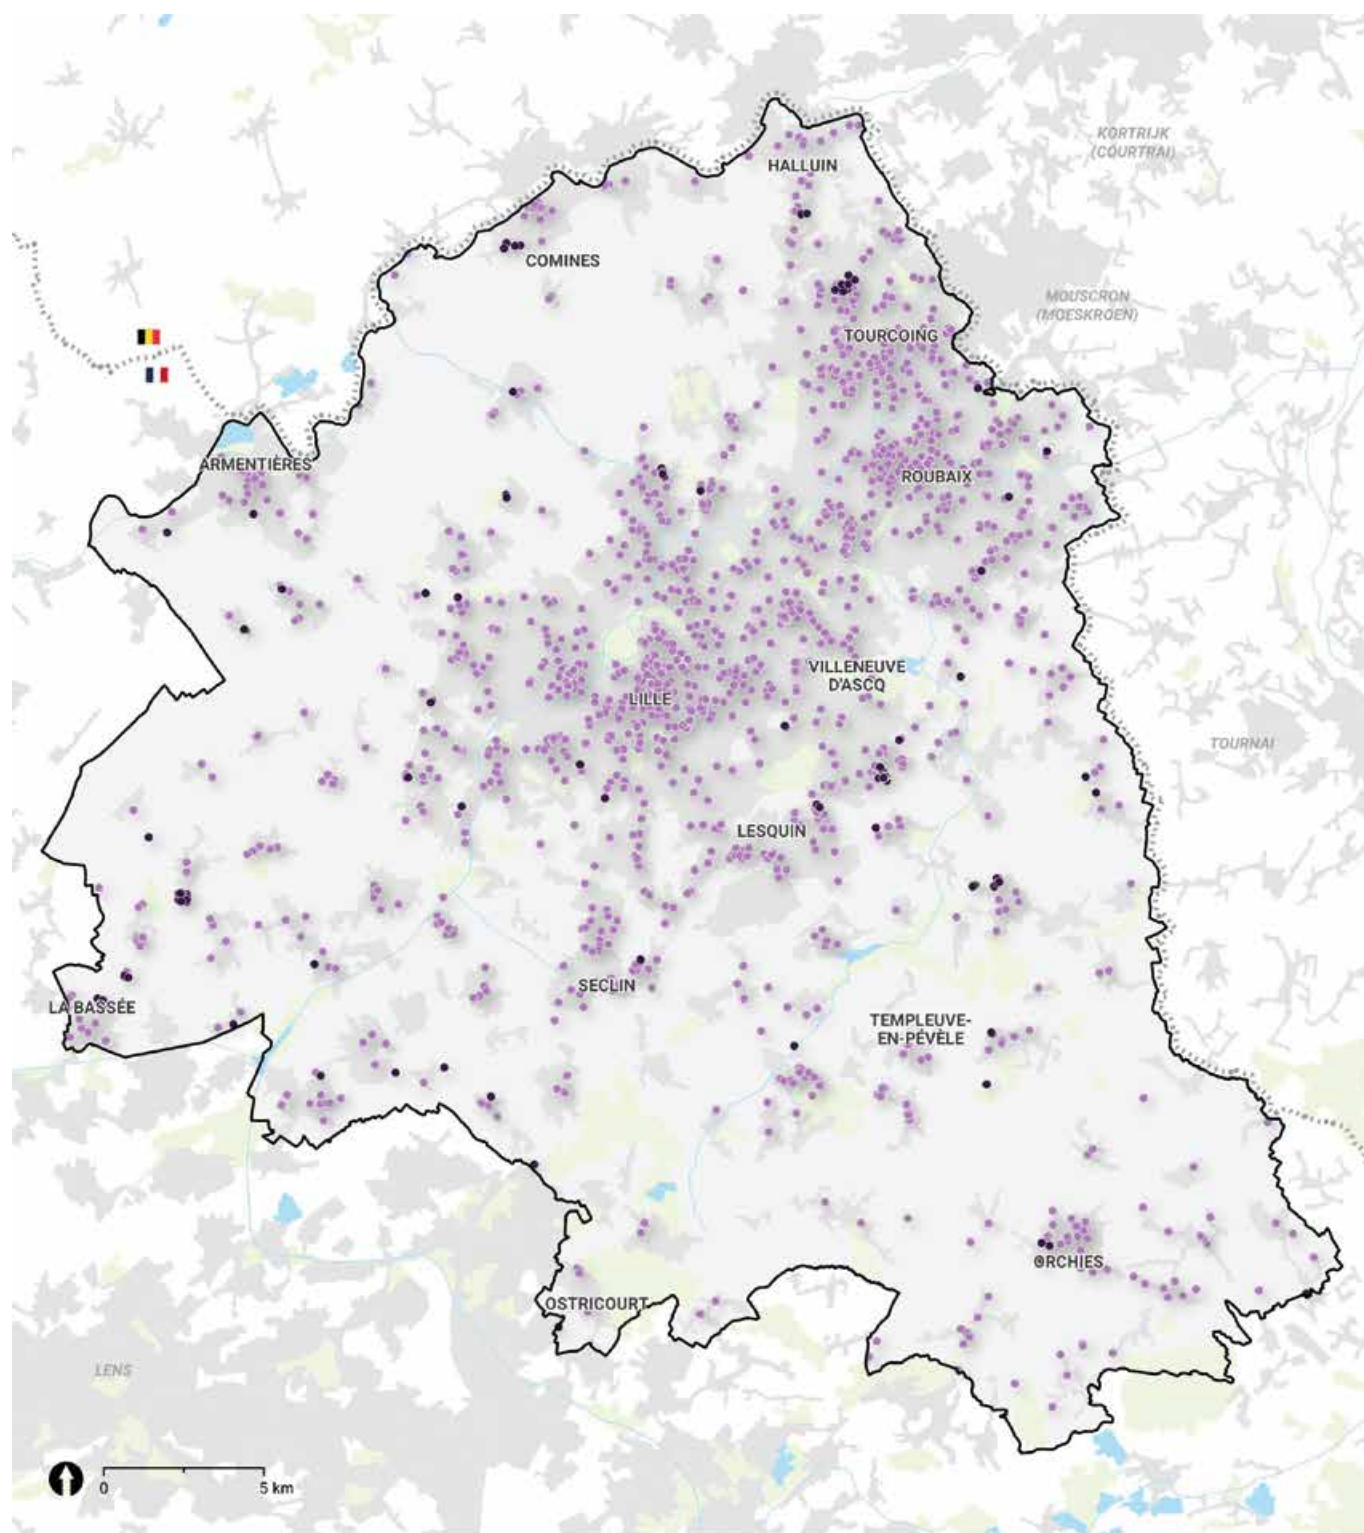 KORTRIJK
(COURTRAI)
HALLUIN
COMINES
MOUSCRON
(MOESKROEN)
TOURCOING
ARMENTIÈRES
ROUBAIX
VILLENEUVE
D'ASCQ
LILLE
TOURNAI
LESQUIN
SECLIN
LA BASSÉE
TEMPLEUVE-
EN-PÉVÈLE
ORCHIES
OSTRICOURT
LENS
0
5 km